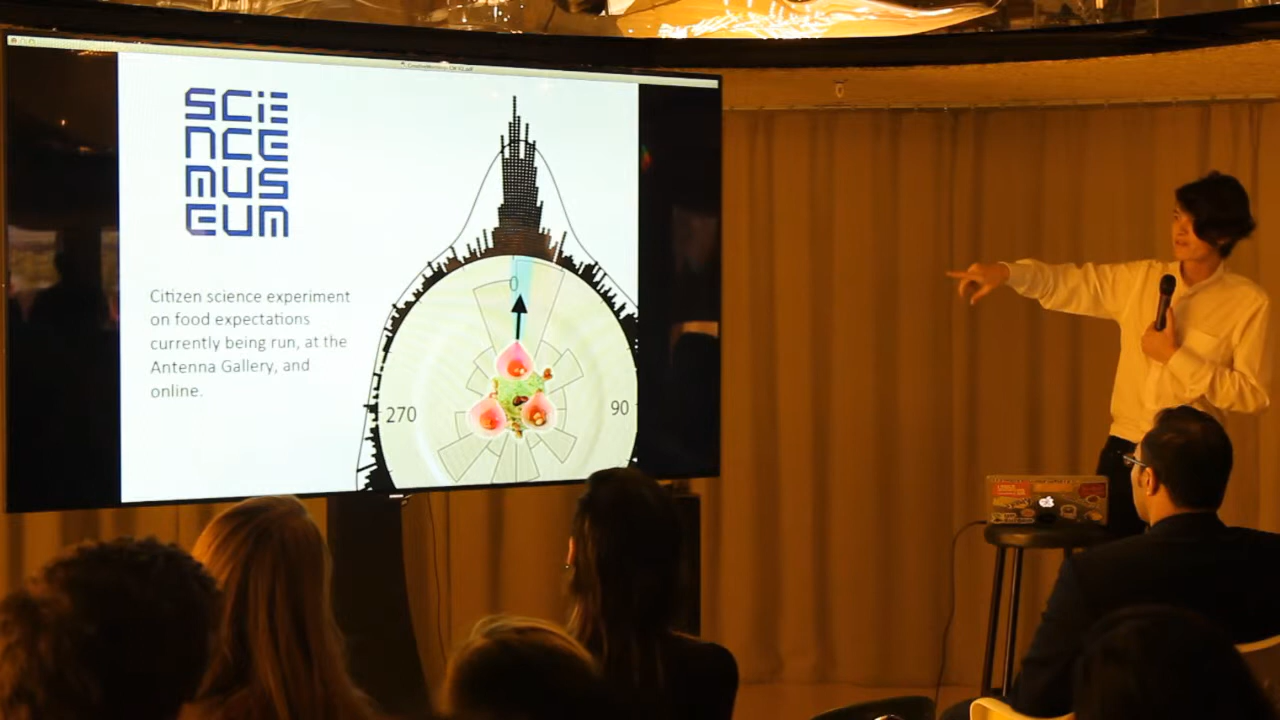 SCiE
NCE
MUS
EUM
Citizen science experiment
on food expectations
currently being run, at the
Antenna Gallery, and
online.
0
270
90